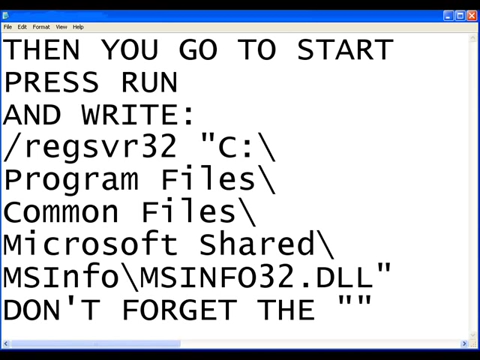 File Edit Format View Help
THEN YOU GO TO START
PRESS RUN
AND WRITE:
/regsvr32 "C:\
Program Files\
Common Files\
Microsoft Shared\
MSInfo\MSINFO32.DLL"
DON'T FORGET THE ""